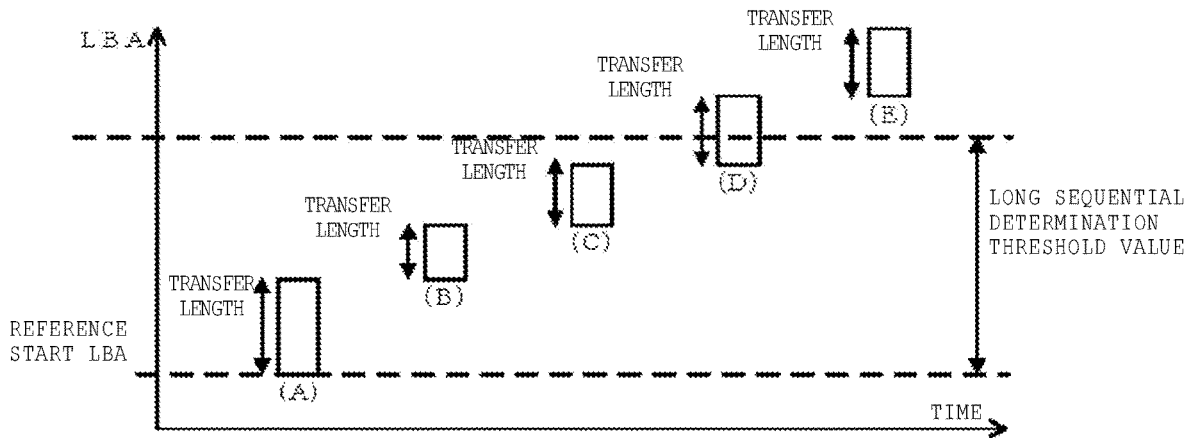 LBA
TRANSFER
LENGTH
(E)
TRANSFER
LENGTH
(D)
TRANSFER
LENGTH
(C)
TRANSFER
LENGTH
(B)
TRANSFER
LENGTH
(A)
LONG SEQUENTIAL
DETERMINATION
THRESHOLD VALUE
REFERENCE
START LBA
TIME